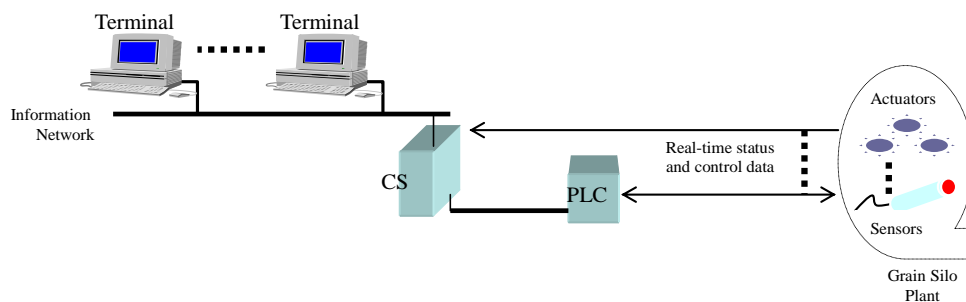 Terminal
Terminal
Information
Network
CS
PLC
Real-time status
and control data
Actuators
Sensors
Grain Silo
Plant